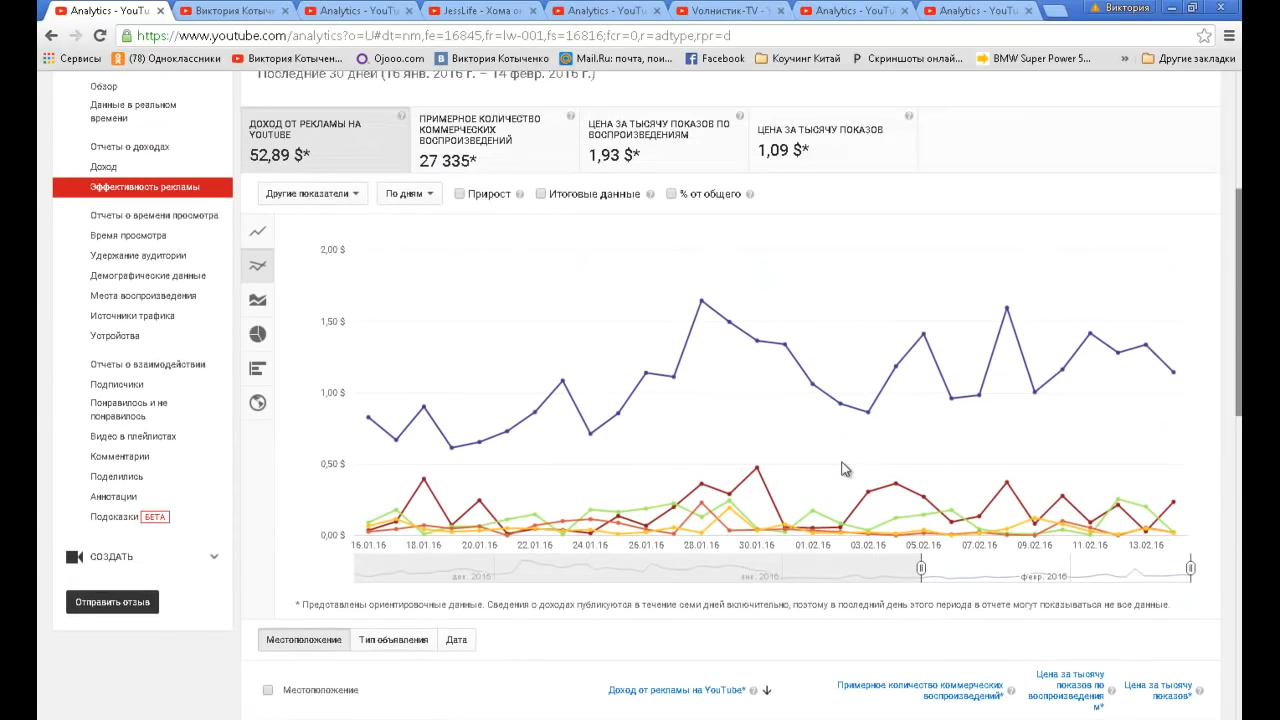 Analytics - YouTu
Виктория Котыче
Analytics - YouTu
JessLife - Хома о
Analytics - YouTu
Волнистик-TV -
Analytics - YouTu
Analytics - YouTu
Виктория
https://www.youtube.com/analytics?o=U#dt=nm,fe=16845,fr=lw-001,fs=16816;fcr=0,r=adtype,rpr=d
Сервисы
(78) Одноклассники
Виктория Котычен...
Ojooo.com
Виктория Котыченко
Mail.Ru: почта, пои...
Facebook
Коучинг Китай
Скриншоты онлай...
BMW Super Power 5...
»
Другие закладки
Последние 30 дней (16 янв. 2016 г. – 14 февр. 2016 г.)
Обзор
Данные в реальном
времени
Отчеты о доходах
Доход
Эффективность рекламы
Отчеты о времени просмотра
Время просмотра
Удержание аудитории
Демографические данные
Места воспроизведения
Источники трафика
Устройства
Отчеты о взаимодействии
Подписчики
Понравилось и не
понравилось
Видео в плейлистах
Комментарии
Поделились
Аннотации
Подсказки БЕТА
СОЗДАТЬ
Отправить отзыв
ДОХОД ОТ РЕКЛАМЫ НА
YOUTUBE
52,89 $*
ПРИМЕРНОЕ КОЛИЧЕСТВО
КОММЕРЧЕСКИХ
ВОСПРОИЗВЕДЕНИЙ
27 335*
ЦЕНА ЗА ТЫСЯЧУ ПОКАЗОВ ПО
ВОСПРОИЗВЕДЕНИЯМ
1,93 $*
ЦЕНА ЗА ТЫСЯЧУ ПОКАЗОВ
1,09 $*
Другие показатели
По дням
Прирост
Итоговые данные
% от общего
2,00 $
1,50 $
1,00 $
0,50 $
0,00 $
16.01.16 18.01.16 20.01.16 22.01.16 24.01.16 26.01.16 28.01.16 30.01.16 01.02.16 03.02.16 05.02.16 07.02.16 09.02.16 11.02.16 13.02.16
дек. 2016 янв. 2016 февр. 2016
* Представлены ориентировочные данные. Сведения о доходах публикуются в течение семи дней включительно, поэтому в последний день этого периода в отчете могут показываться не все данные.
Местоположение Тип объявления Дата
Местоположение
Доход от рекламы на YouTube*
Примерное количество коммерческих
воспроизведений*
Цена за тысячу
показов по
воспроизведения
м*
Цена за тысячу
показов*